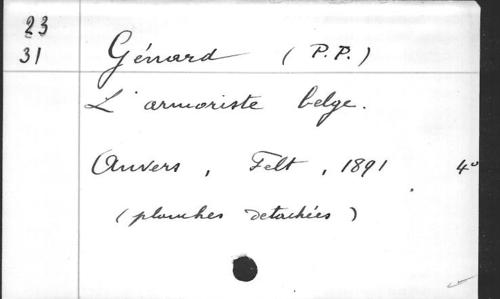 23
31
Génard (P.P.)
L'armoriste belge.
Anvers, Felt, 1891 4°
(planches detachées)